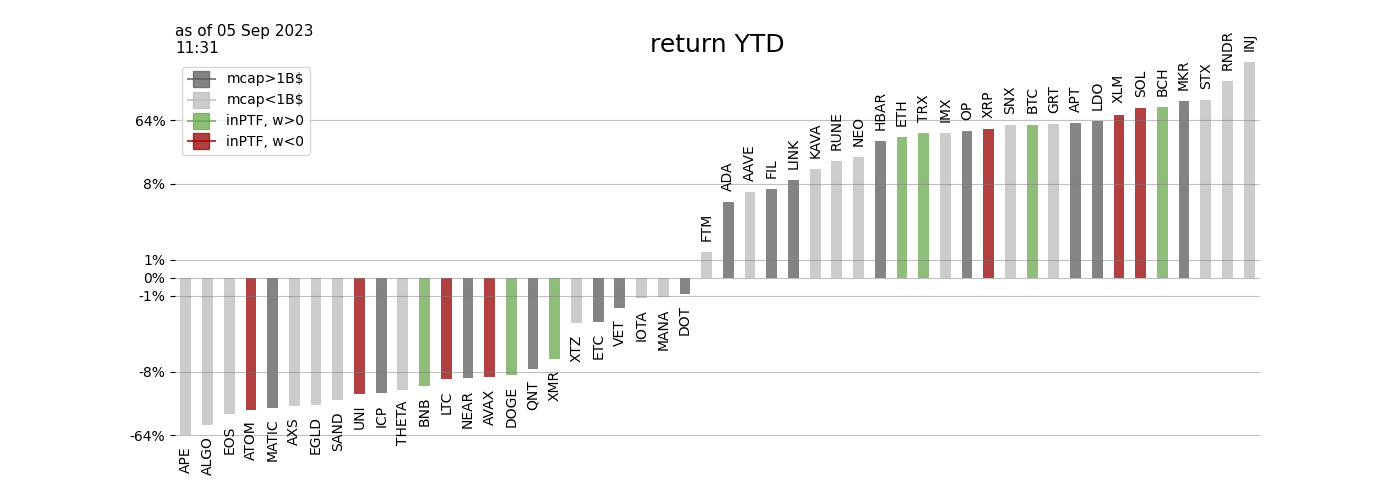 as of 05 Sep 2023
11:31
return YTD
mcap>1B$
mcap<1B$
inPTF, w>0
inPTF, w<0
64%
8%
1%
0%
-1%
-8%
-64%
APE
ALGO
EOS
ATOM
MATIC
AXS
EGLD
SAND
UNI
ICP
THETA
BNB
LTC
NEAR
AVAX
DOGE
QNT
XMR
XTZ
ETC
VET
IOTA
MANA
DOT
FTM
ADA
AAVE
FIL
LINK
KAVA
RUNE
NEO
HBAR
ETH
TRX
IMX
OP
XRP
SNX
BTC
GRT
APT
LDO
XLM
SOL
BCH
MKR
STX
RNDR
INJ